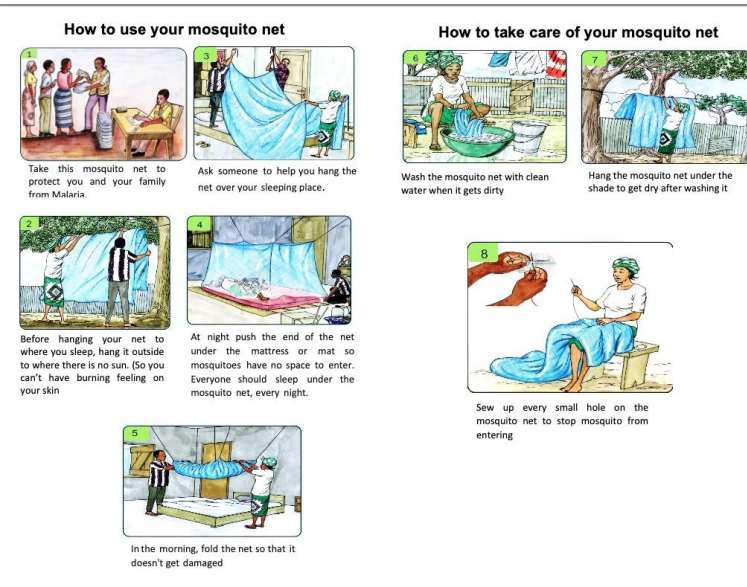 How to use your mosquito net
1
Take this mosquito net to
protect you and your family
from Malaria.
2
Before hanging your net to
where you sleep, hang it outside
to where there is no sun. (So you
can't have burning feeling on
your skin
3
Ask someone to help you hang the
net over your sleeping place.
4
At night push the end of the net
under the mattress or mat so
mosquitoes have no space to enter.
Everyone should sleep under the
mosquito net, every night.
5
In the morning, fold the net so that it
doesn't get damaged
How to take care of your mosquito net
6
Wash the mosquito net with clean
water when it gets dirty
7
Hang the mosquito net under the
shade to get dry after washing it
8
Sew up every small hole on the
mosquito net to stop mosquito from
entering